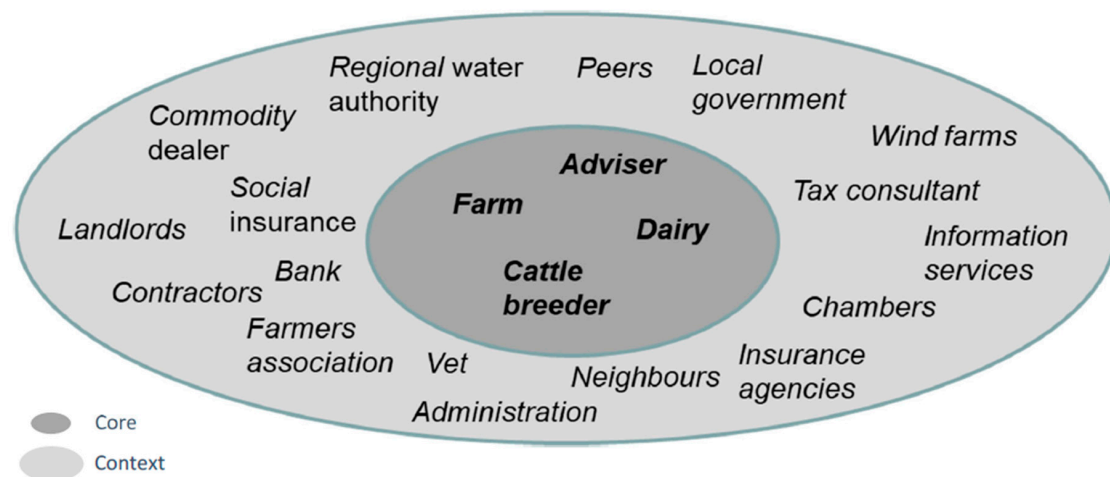 Regional water
authority
Peers
Local
government
Commodity
dealer
Wind farms
Adviser
Social
insurance
Farm
Tax consultant
Landlords
Dairy
Information
services
Bank
Cattle
breeder
Contractors
Chambers
Farmers
association
Vet
Neighbours
Insurance
agencies
Administration
Core
Context